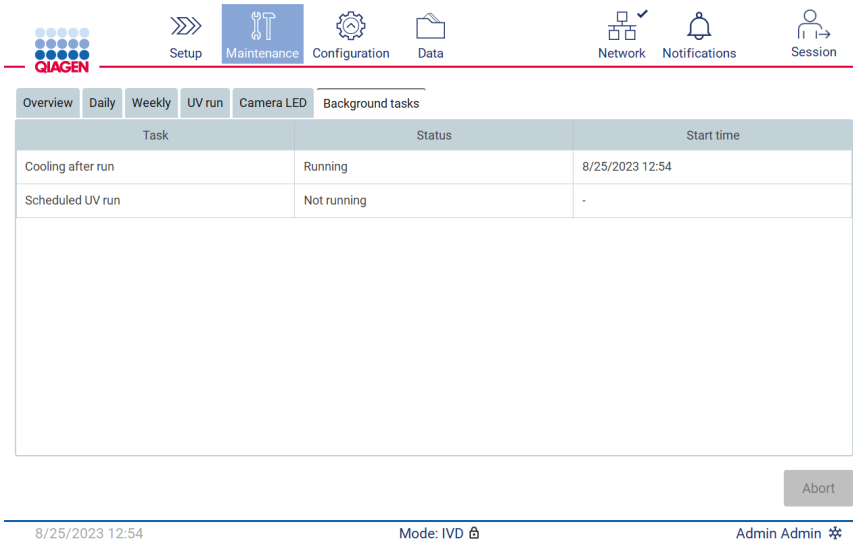 QIAGEN
Setup
Maintenance
Configuration
Data
Network
Notifications
Session
Overview
Daily
Weekly
UV run
Camera LED
Background tasks
Task Status Start time
Cooling after run Running 8/25/2023 12:54
Scheduled UV run Not running -
Abort
8/25/2023 12:54 Mode: IVD Admin Admin